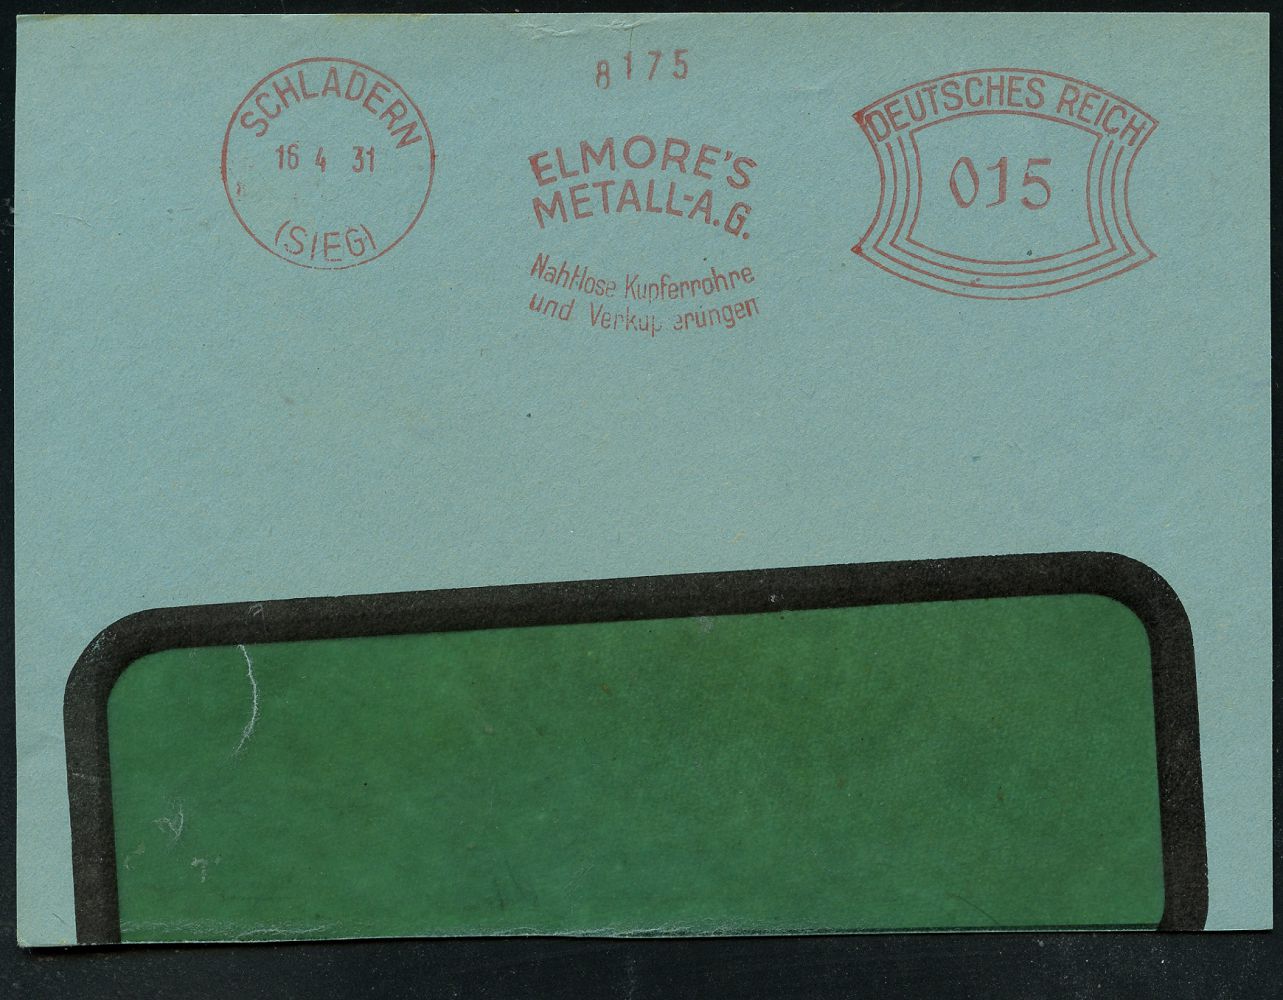 8175
SCHLADERN
16 4 31
(SIEG)
ELMORE'S
METALL-A.G.
Nahtlose Kupferrohre
und Verkup erungen
DEUTSCHES REICH
015